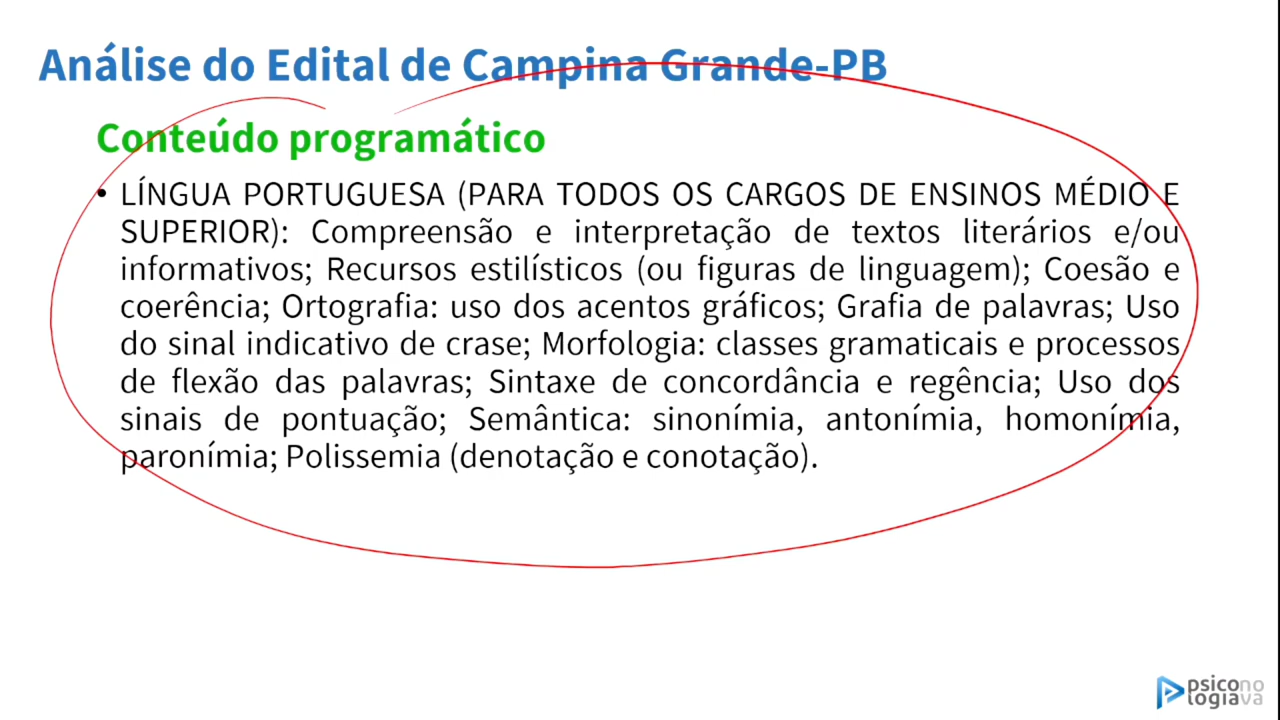 Análise do Edital de Campina Grande-PB
Conteúdo programático
• LÍNGUA PORTUGUESA (PARA TODOS OS CARGOS DE ENSINOS MÉDIO E
SUPERIOR): Compreensão e interpretação de textos literários e/ou
informativos; Recursos estilísticos (ou figuras de linguagem); Coesão e
coerência; Ortografia: uso dos acentos gráficos; Grafia de palavras; Uso
do sinal indicativo de crase; Morfologia: classes gramaticais e processos
de flexão das palavras; Sintaxe de concordância e regência; Uso dos
sinais de pontuação; Semântica: sinonímia, antonímia, homonímia,
paronímia; Polissemia (denotação e conotação).
psicono
logiava